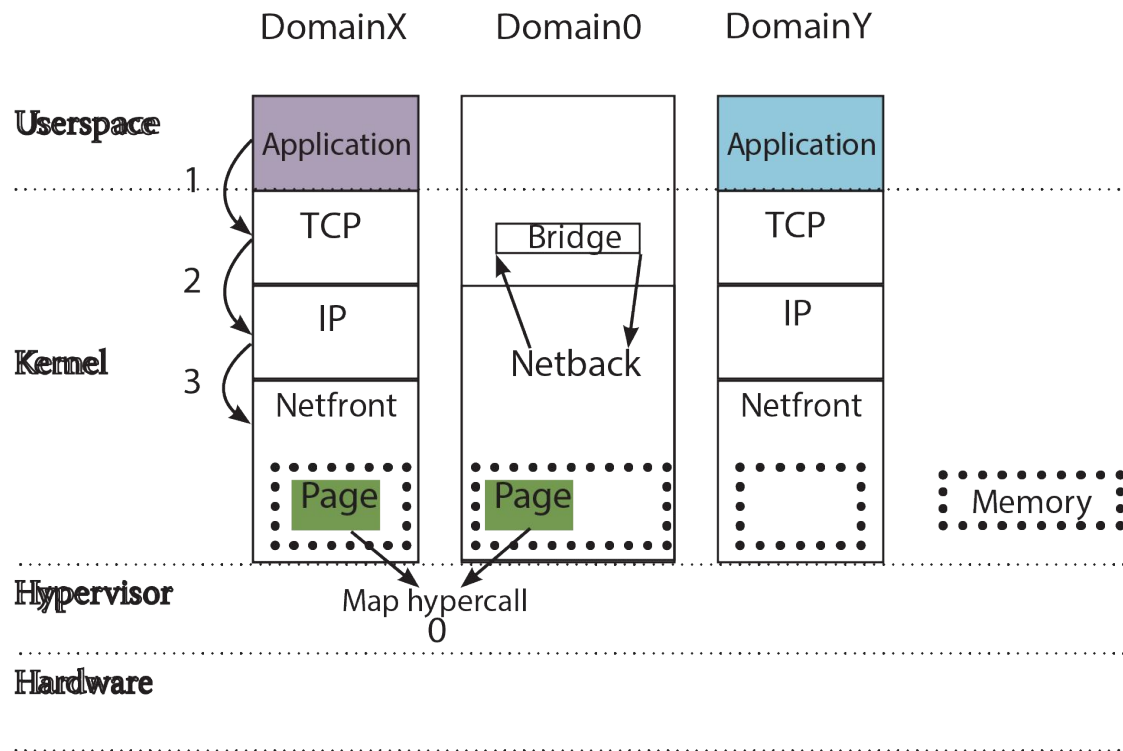 DomainX
Domain0
DomainY
Userspace
Application
Application
1
TCP
Bridge
TCP
2
IP
IP
Kernel
Netback
3
Netfront
Netfront
Page
Page
Memory
Hypervisor
Map hypercall
0
Hardware